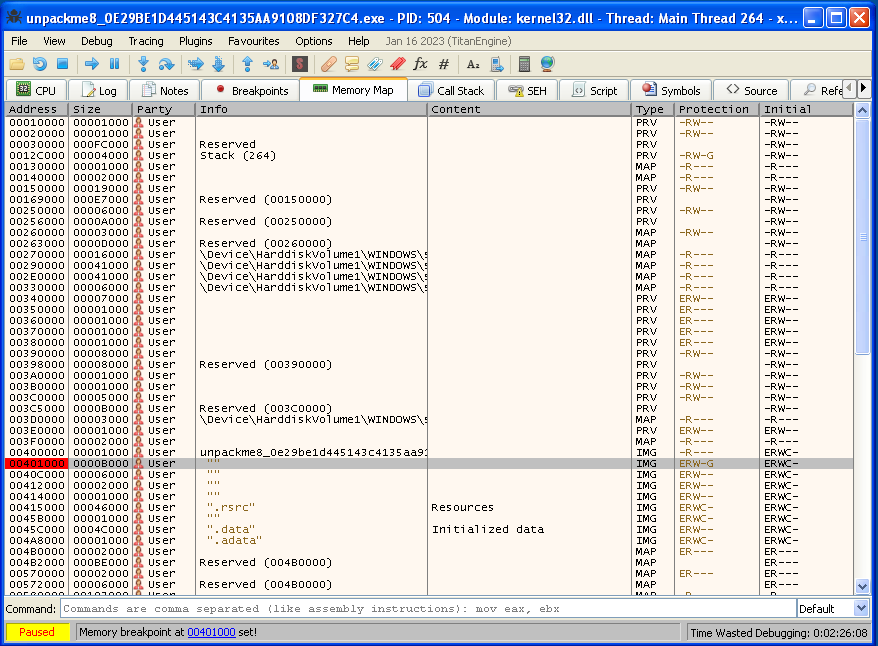 unpackme8_0E29BE1D445143C4135AA9108DF327C4.exe - PID: 504 - Module: kernel32.dll - Thread: Main Thread 264 - x...
File View Debug Tracing Plugins Favourites Options Help Jan 16 2023 (TitanEngine)
CPU Log Notes Breakpoints Memory Map Call Stack SEH Script Symbols Source Refe
Address Size Party Info Content Type Protection Initial
00010000 00001000 User PRV -RW-- -RW--
00020000 00001000 User PRV -RW-- -RW--
00030000 000FC000 User Reserved PRV -RW--
0012C000 00004000 User Stack (264) PRV -RW-G -RW--
00130000 00001000 User MAP -R--- -R---
00140000 00002000 User MAP -R--- -R---
00150000 00019000 User PRV -RW-- -RW--
00169000 000E7000 User Reserved (00150000) PRV -RW--
00250000 00006000 User PRV -RW-- -RW--
00256000 0000A000 User Reserved (00250000) PRV -RW--
00260000 00003000 User MAP -RW-- -RW--
00263000 0000D000 User Reserved (00260000) MAP -RW--
00270000 00016000 User \Device\HarddiskVolume1\WINDOWS\s MAP -R--- -R---
00290000 00041000 User \Device\HarddiskVolume1\WINDOWS\s MAP -R--- -R---
002E0000 00041000 User \Device\HarddiskVolume1\WINDOWS\s MAP -R--- -R---
00330000 00006000 User \Device\HarddiskVolume1\WINDOWS\s MAP -R--- -R---
00340000 00007000 User PRV ERW-- ERW--
00350000 00001000 User PRV ER--- ERW--
00360000 00001000 User PRV ER--- ERW--
00370000 00001000 User PRV ER--- ERW--
00380000 00001000 User PRV ER--- ERW--
00390000 00008000 User PRV -RW-- -RW--
00398000 00008000 User Reserved (00390000) PRV -RW--
003A0000 00001000 User PRV -RW-- -RW--
003B0000 00001000 User PRV -RW-- -RW--
003C0000 00005000 User PRV -RW-- -RW--
003C5000 0000B000 User Reserved (003C0000) PRV -RW--
003D0000 00003000 User \Device\HarddiskVolume1\WINDOWS\s MAP -R--- -R---
003E0000 00001000 User PRV ERW-- ERW--
003F0000 00002000 User MAP -R--- -R---
00400000 00001000 User unpackme8_0e29be1d445143c4135aa91 IMG -R--- ERWC-
00401000 0000B000 User "" IMG ERW-G ERWC-
0040C000 00006000 User "" IMG ERW-- ERWC-
00412000 00002000 User "" IMG ERW-- ERWC-
00414000 00001000 User "" IMG ERW-- ERWC-
00415000 00046000 User ".rsrc" Resources IMG ERWC- ERWC-
0045B000 00001000 User "" IMG ERWC- ERWC-
0045C000 0004C000 User ".data" Initialized data IMG ERWC- ERWC-
004A8000 00001000 User ".adata" IMG ERWC- ERWC-
004B0000 00002000 User MAP ER--- ER---
004B2000 000BE000 User Reserved (004B0000) MAP ER---
00570000 00002000 User MAP ER--- ER---
00572000 00006000 User Reserved (004B0000) MAP ER---
Command: Commands are comma separated (like assembly instructions): mov eax, ebx Default
Paused Memory breakpoint at 00401000 set! Time Wasted Debugging: 0:02:26:08